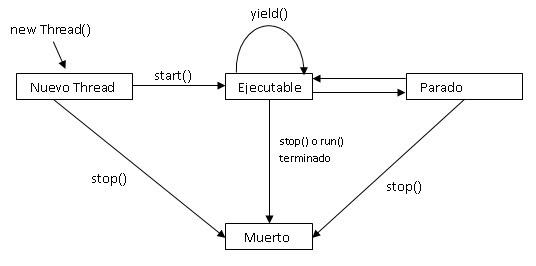 yield()
new Thread()
start()
Nuevo Thread
Ejecutable
Parado
stop() o run()
terminado
stop()
stop()
Muerto